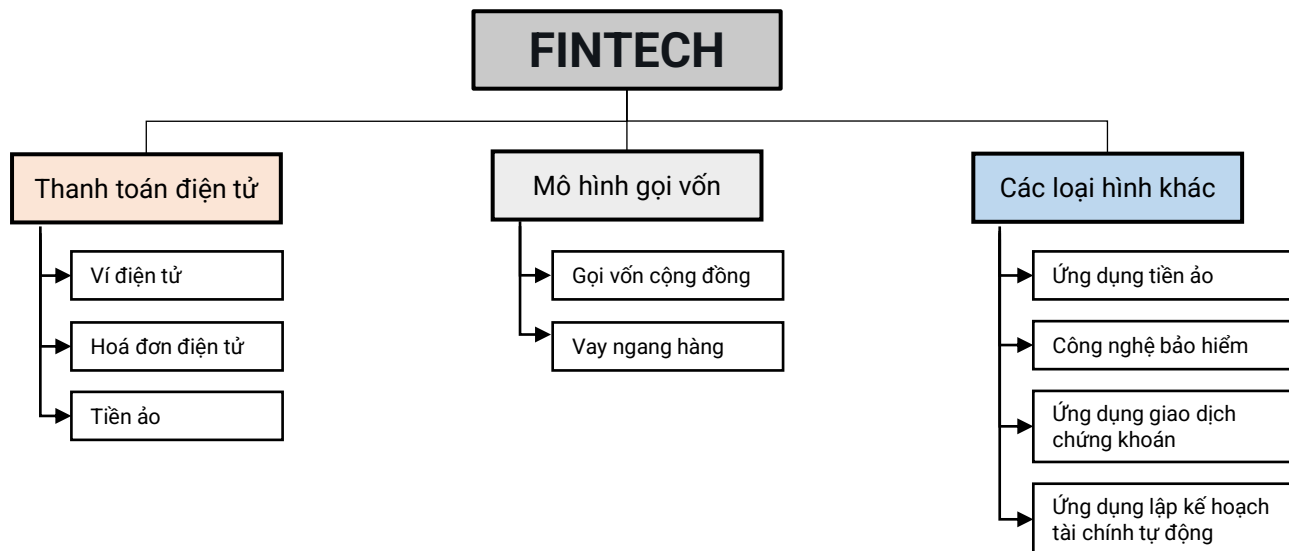 FINTECH
Thanh toán điện tử
Ví điện tử
Hoá đơn điện tử
Tiền ảo
Mô hình gọi vốn
Gọi vốn cộng đồng
Vay ngang hàng
Các loại hình khác
Ứng dụng tiền ảo
Công nghệ bảo hiểm
Ứng dụng giao dịch
chứng khoán
Ứng dụng lập kế hoạch
tài chính tự động